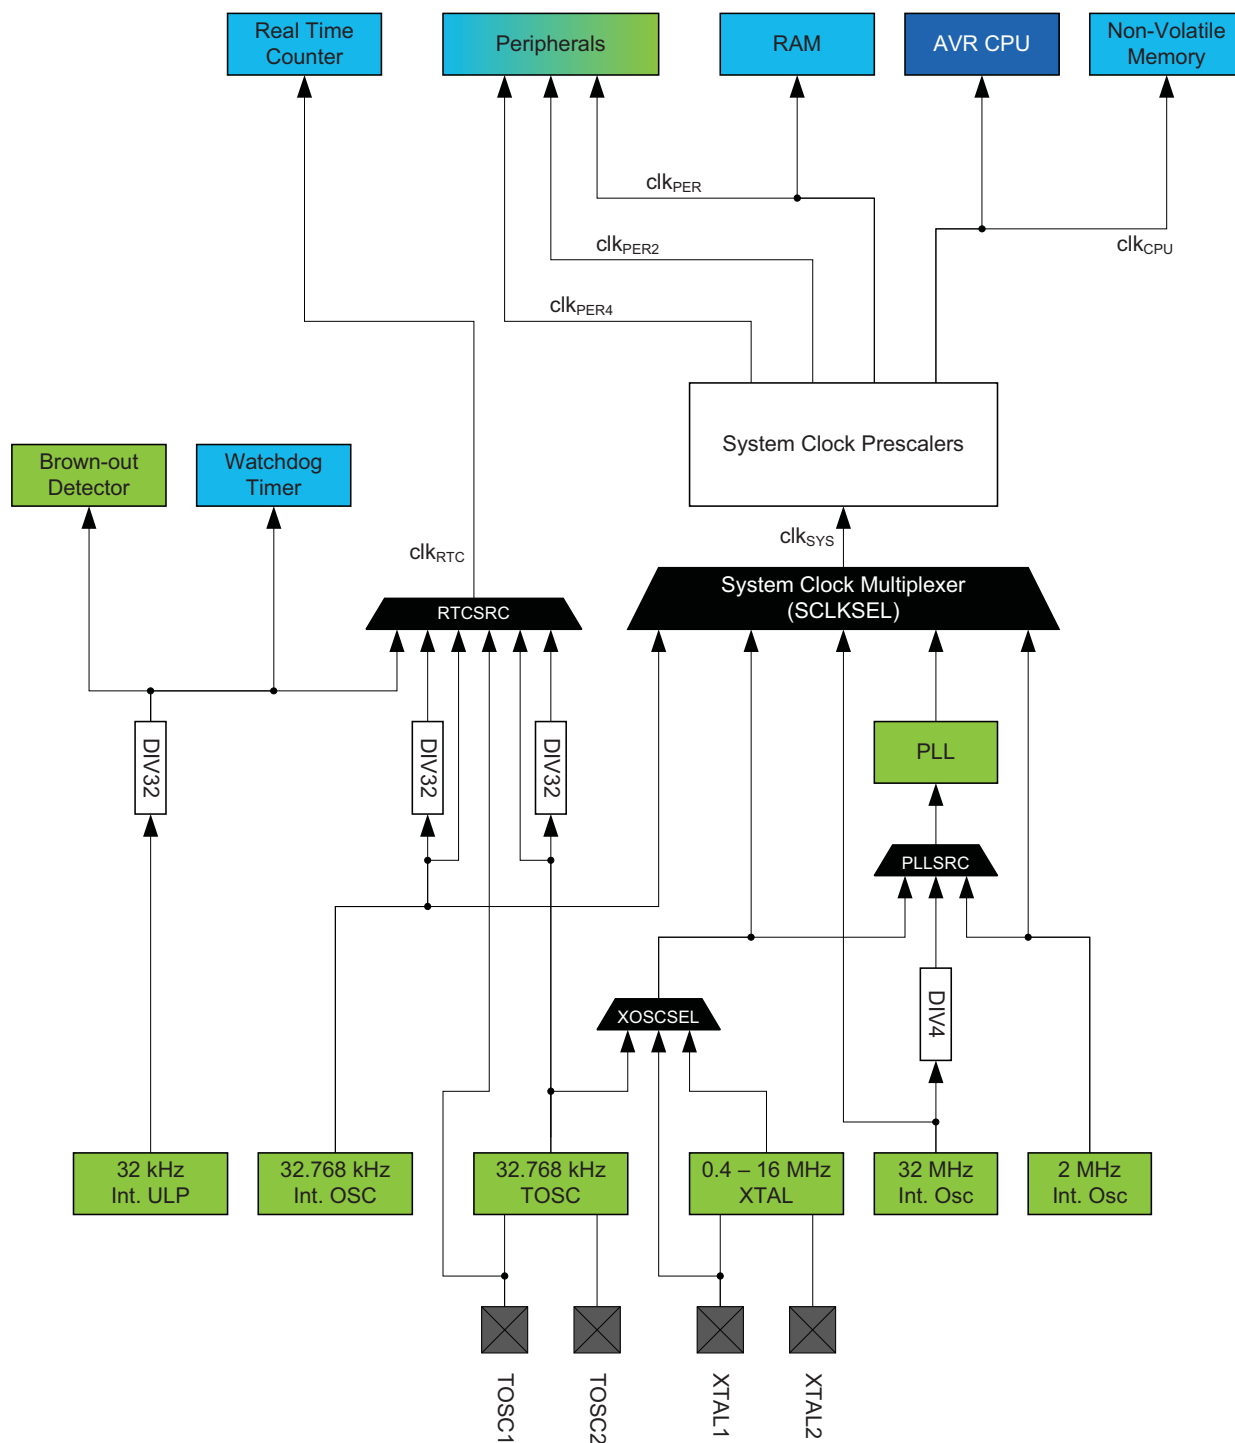 Real Time
Counter
Peripherals
RAM
AVR CPU
Non-Volatile
Memory
clkPER
clkPER2
clkCPU
clkPER4
System Clock Prescalers
Brown-out
Detector
Watchdog
Timer
clkSYS
clkRTC
System Clock Multiplexer
(SCLKSEL)
RTCSRC
DIV32
DIV32
DIV32
PLL
PLLSRC
DIV4
XOSCSEL
32 kHz
Int. ULP
32.768 kHz
Int. OSC
32.768 kHz
TOSC
0.4 – 16 MHz
XTAL
32 MHz
Int. Osc
2 MHz
Int. Osc
TOSC1
TOSC2
XTAL1
XTAL2